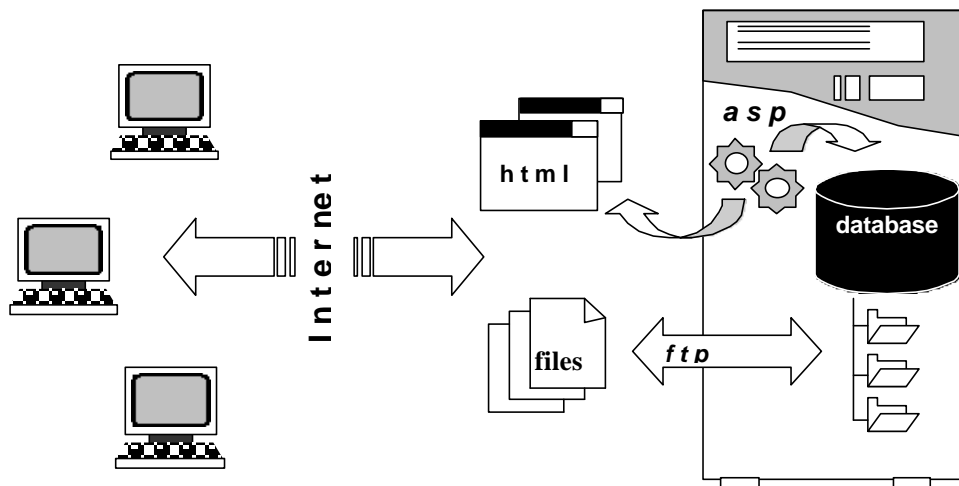 Internet
html
asp
database
files
ftp